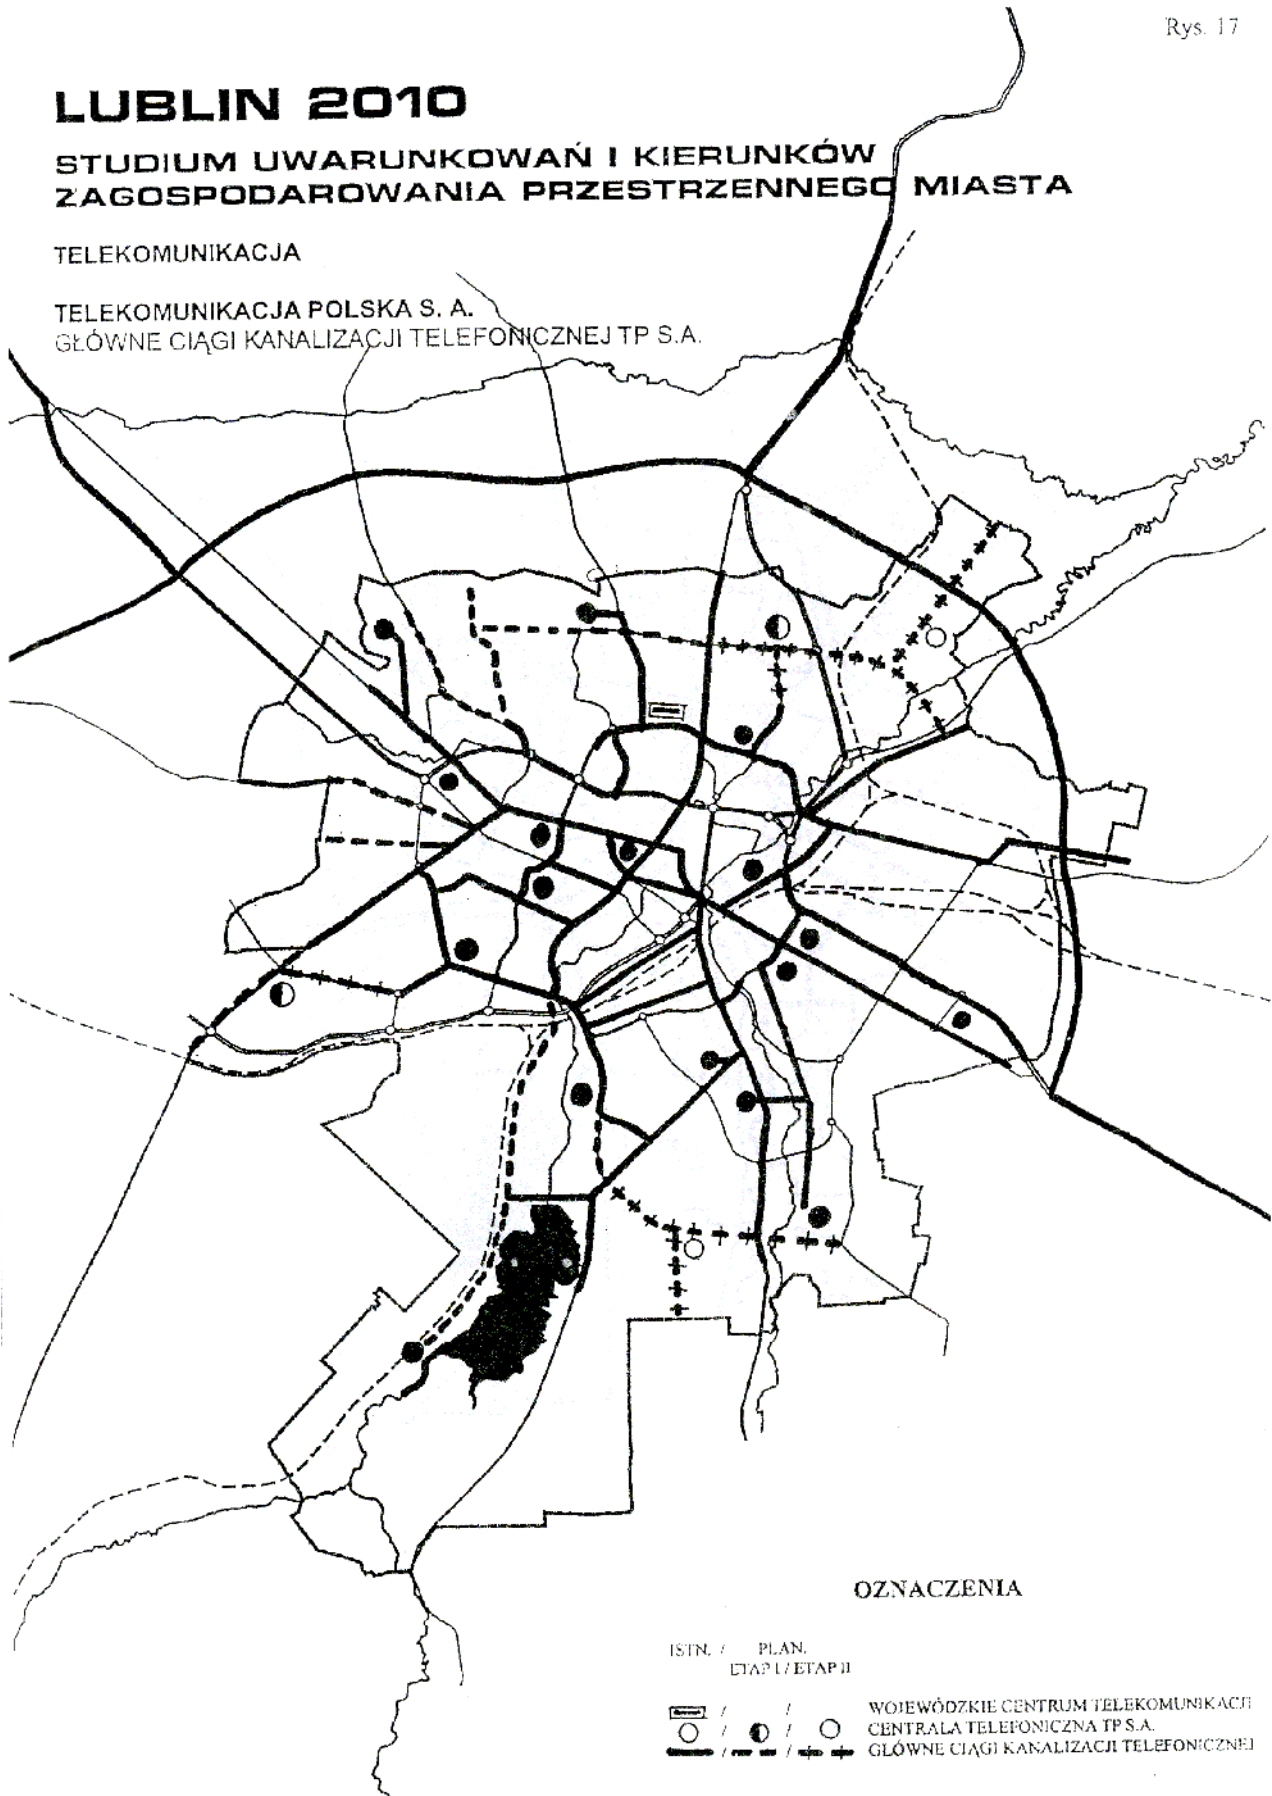 Rys. 17
LUBLIN 2010
STUDIUM UWARUNKOWAŃ I KIERUNKÓW
ZAGOSPODAROWANIA PRZESTRZENNEGO MIASTA
TELEKOMUNIKACJA
TELEKOMUNIKACJA POLSKA S. A.
GŁÓWNE CIĄGI KANALIZACJI TELEFONICZNEJ TP S.A.
OZNACZENIA
ISTN. / PLAN.
ETAP I / ETAP II
/ / WOJEWÓDZKIE CENTRUM TELEKOMUNIKACJI
/ / CENTRALA TELEFONICZNA TP S.A.
/ / GŁÓWNE CIĄGI KANALIZACJI TELEFONICZNEJ